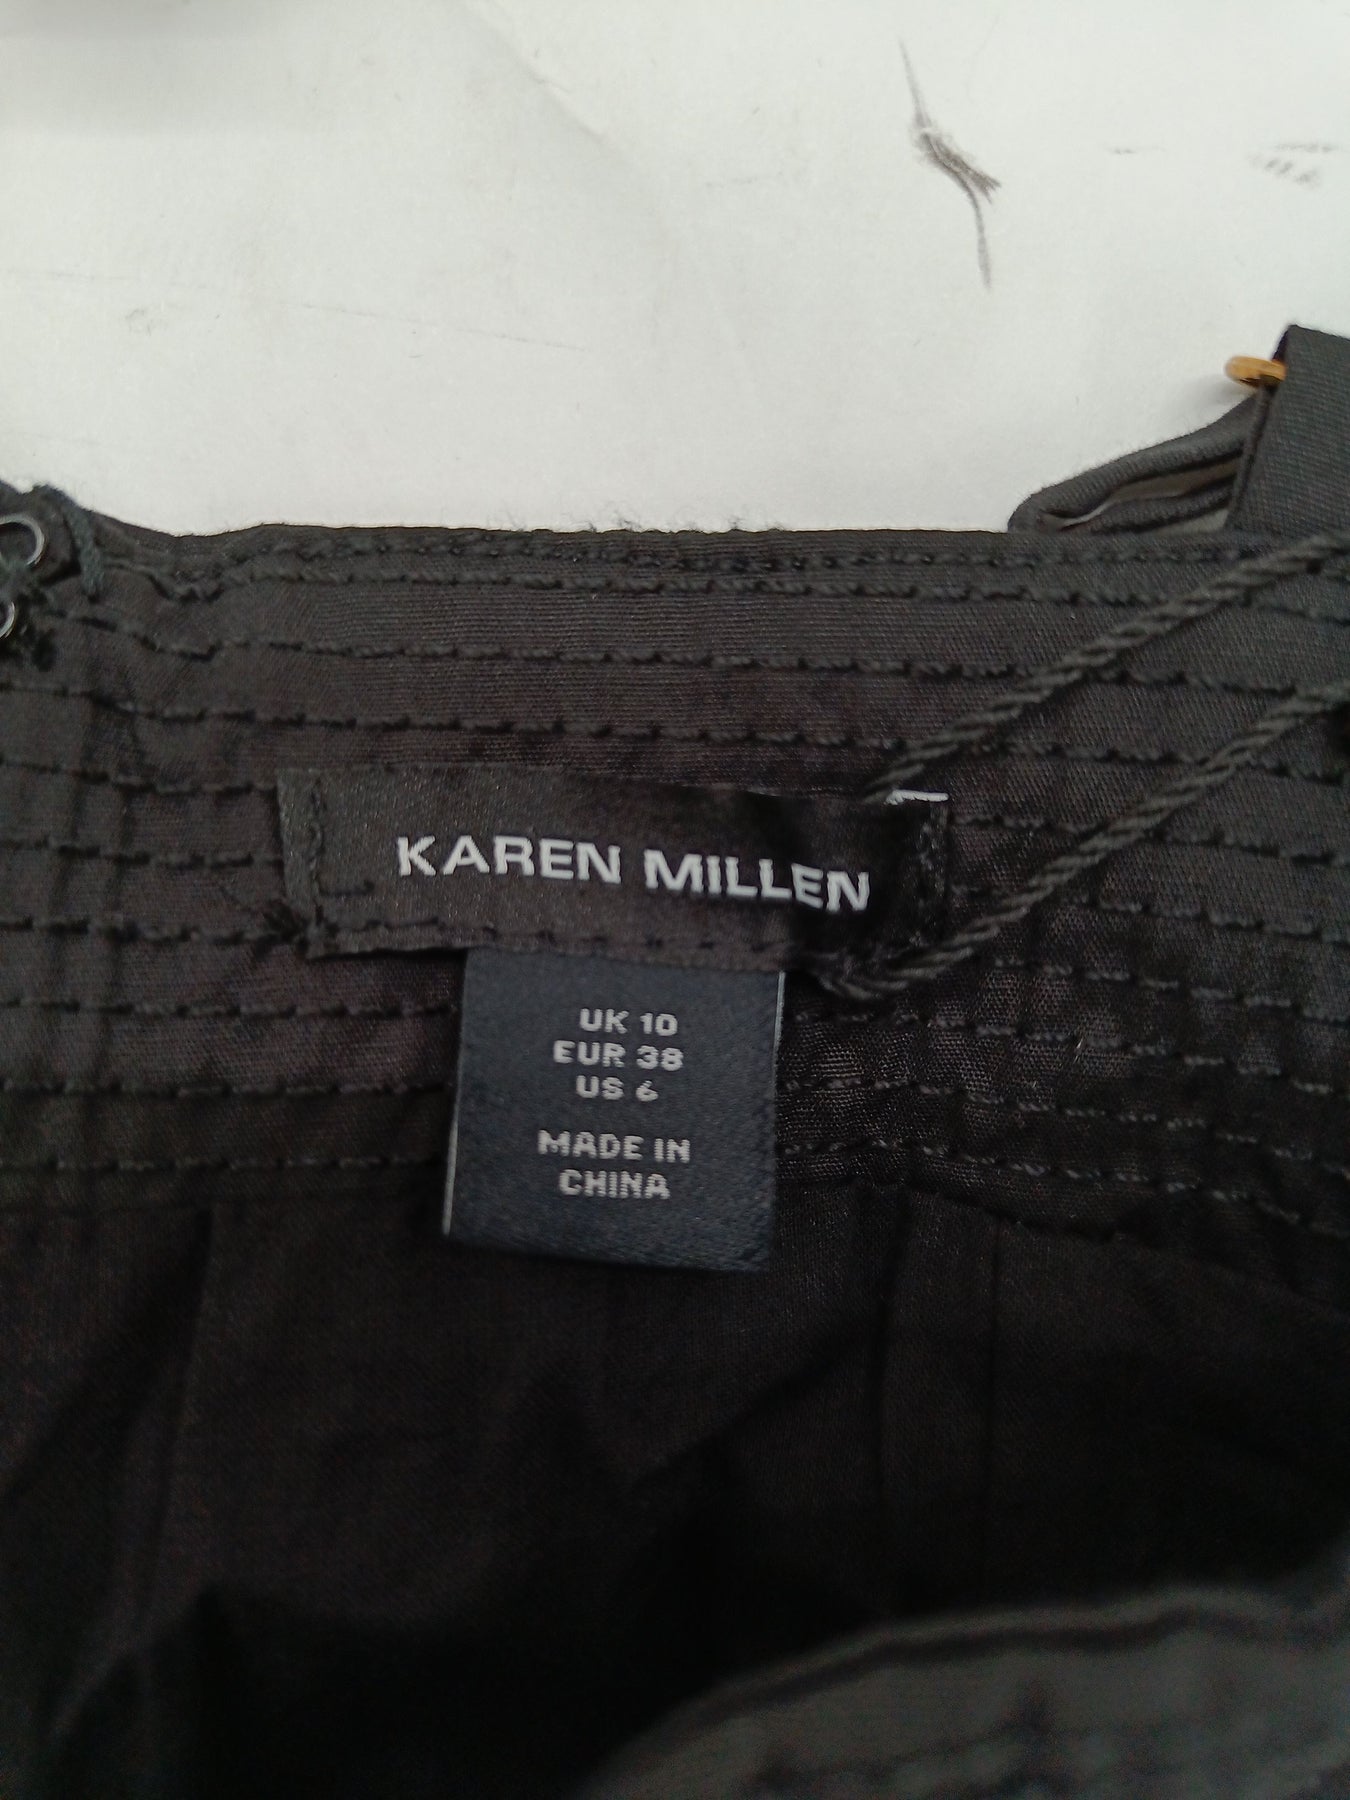 KAREN MILLEN
UK 10
EUR 38
US 6
MADE IN
CHINA